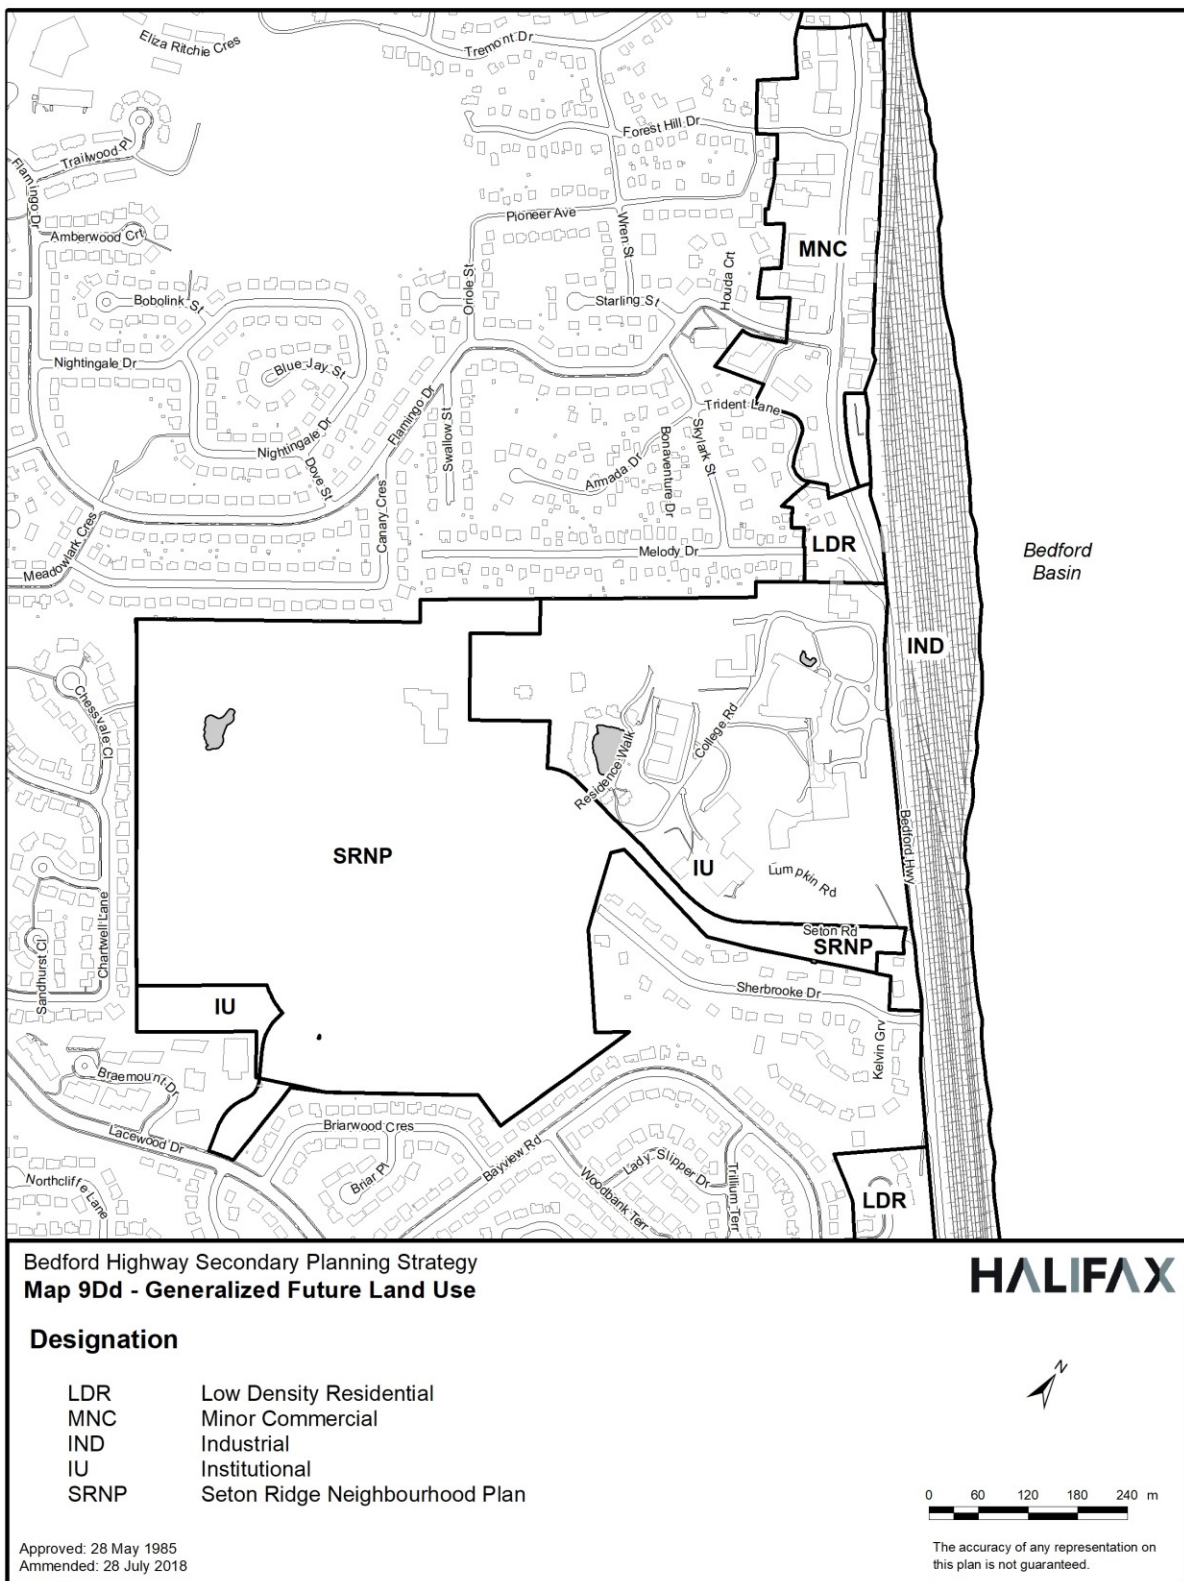 Eliza Ritchie Cres
Tremont Dr
Forest Hill Dr
Trailwood Pl
Flamingo Dr
Pioneer Ave
Wren St
Amberwood Crt
MNC
Houda Crt
Oriole St
Bobolink St
Starling St
Nightingale Dr
Blue Jay St
Flamingo Dr
Trident Lane
Nightingale Dr
Swallow St
Skylark St
Bonaventure Dr
Armada Dr
Dove St
Canary Cres
Meadowlark Cres
Melody Dr
LDR
Bedford
Basin
IND
Chessvale Cl
College Rd
Residence Walk
Bedford Hwy
SRNP
IU
Lumpkin Rd
Chartwell Lane
Sandhurst Cl
Seton Rd
SRNP
Sherbrooke Dr
IU
Kelvin Grv
Braemount Dr
Lacewood Dr
Briarwood Cres
Bayview Rd
Briar Pl
Lady Slipper Dr
Woodbank Terr
Trillium Terr
Northcliffe Lane
LDR
Bedford Highway Secondary Planning Strategy
Map 9Dd - Generalized Future Land Use
HALIFAX
Designation
LDR Low Density Residential
MNC Minor Commercial
IND Industrial
IU Institutional
SRNP Seton Ridge Neighbourhood Plan
N
0 60 120 180 240 m
Approved: 28 May 1985
Ammended: 28 July 2018
The accuracy of any representation on
this plan is not guaranteed.